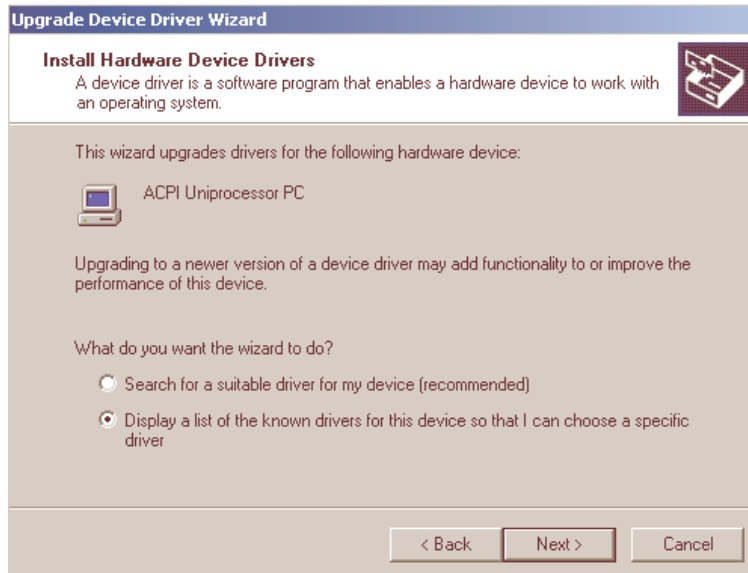 Upgrade Device Driver Wizard
Install Hardware Device Drivers
A device driver is a software program that enables a hardware device to work with
an operating system.
This wizard upgrades drivers for the following hardware device:
ACPI Uniprocessor PC
Upgrading to a newer version of a device driver may add functionality to or improve the
performance of this device.
What do you want the wizard to do?
Search for a suitable driver for my device (recommended)
Display a list of the known drivers for this device so that I can choose a specific
driver
< Back
Next >
Cancel